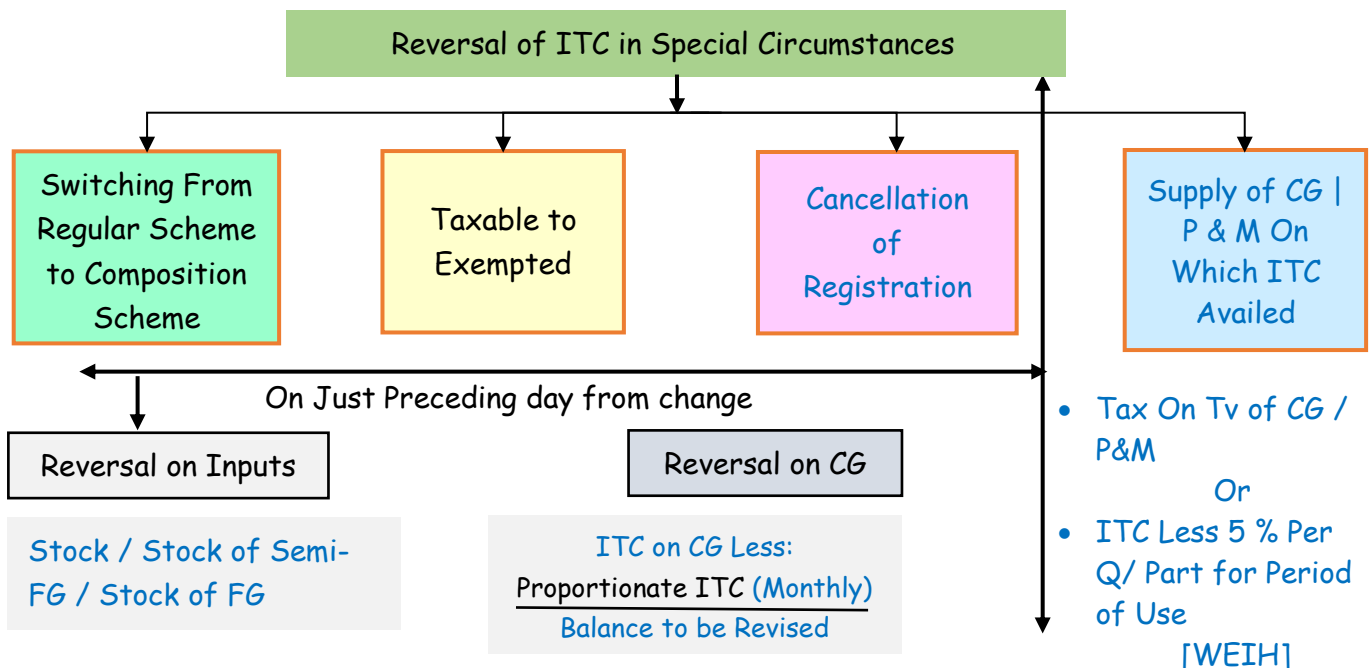 Reversal of ITC in Special Circumstances
Switching From
Regular Scheme
to Composition
Scheme
Taxable to
Exempted
Cancellation
of
Registration
Supply of CG |
P & M On
Which ITC
Availed
On Just Preceding day from change
Reversal on Inputs
Stock / Stock of Semi-
FG / Stock of FG
Reversal on CG
ITC on CG Less:
Proportionate ITC (Monthly)
Balance to be Revised
• Tax On Tv of CG /
P&M
Or
• ITC Less 5 % Per
Q/ Part for Period
of Use
[WEIH]